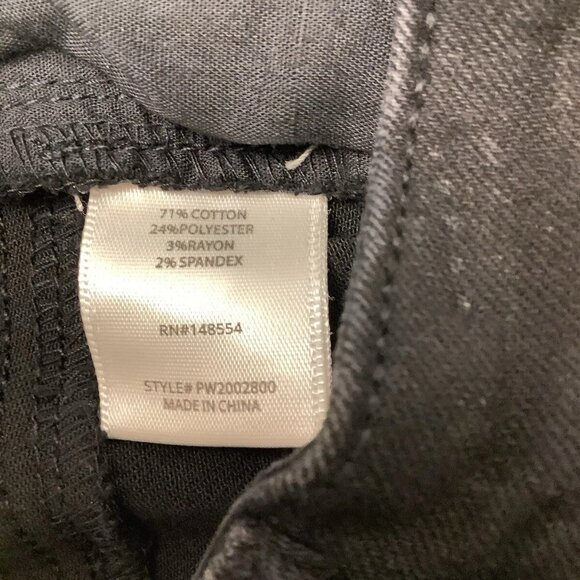 71% COTTON
24%POLYESTER
3%RAYON
2% SPANDEX
RN#148554
STYLE# PW2002800
MADE IN CHINA